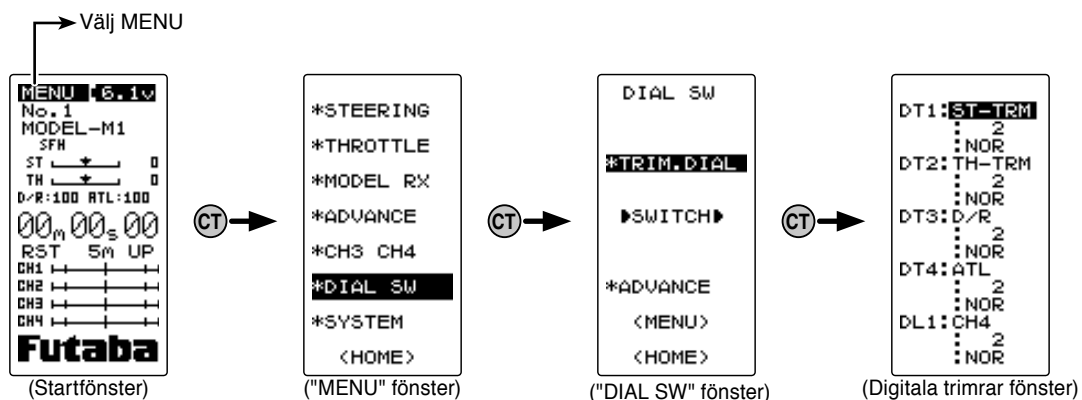 Välj MENU
MENU 6.1v
No.1
MODEL-M1
SFH
ST 0
TH 0
D/R:100 ATL:100
00m00s00
RST 5m UP
CH1
CH2
CH3
CH4
Futaba
(Startfönster)
CT
*STEERING
*THROTTLE
*MODEL RX
*ADVANCE
*CH3 CH4
*DIAL SW
*SYSTEM
<HOME>
("MENU" fönster)
CT
DIAL SW
*TRIM.DIAL
▶SWITCH▶
*ADVANCE
<MENU>
<HOME>
("DIAL SW" fönster)
CT
DT1:ST-TRM
:2
:NOR
DT2:TH-TRM
:2
:NOR
DT3:D/R
:2
:NOR
DT4:ATL
:2
:NOR
DL1:CH4
:2
:NOR
(Digitala trimrar fönster)